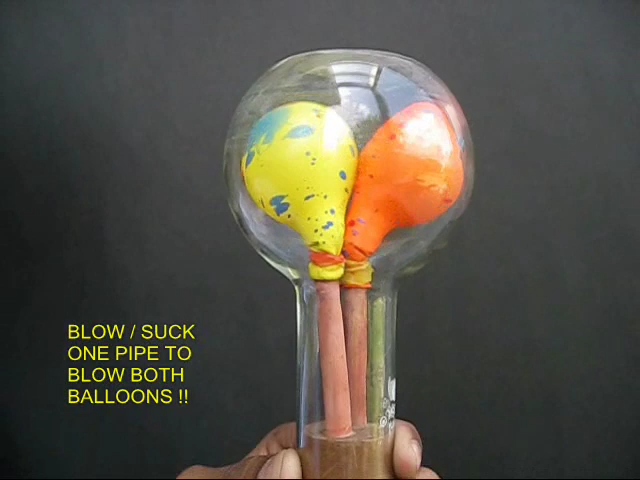 BLOW / SUCK
ONE PIPE TO
BLOW BOTH
BALLOONS !!